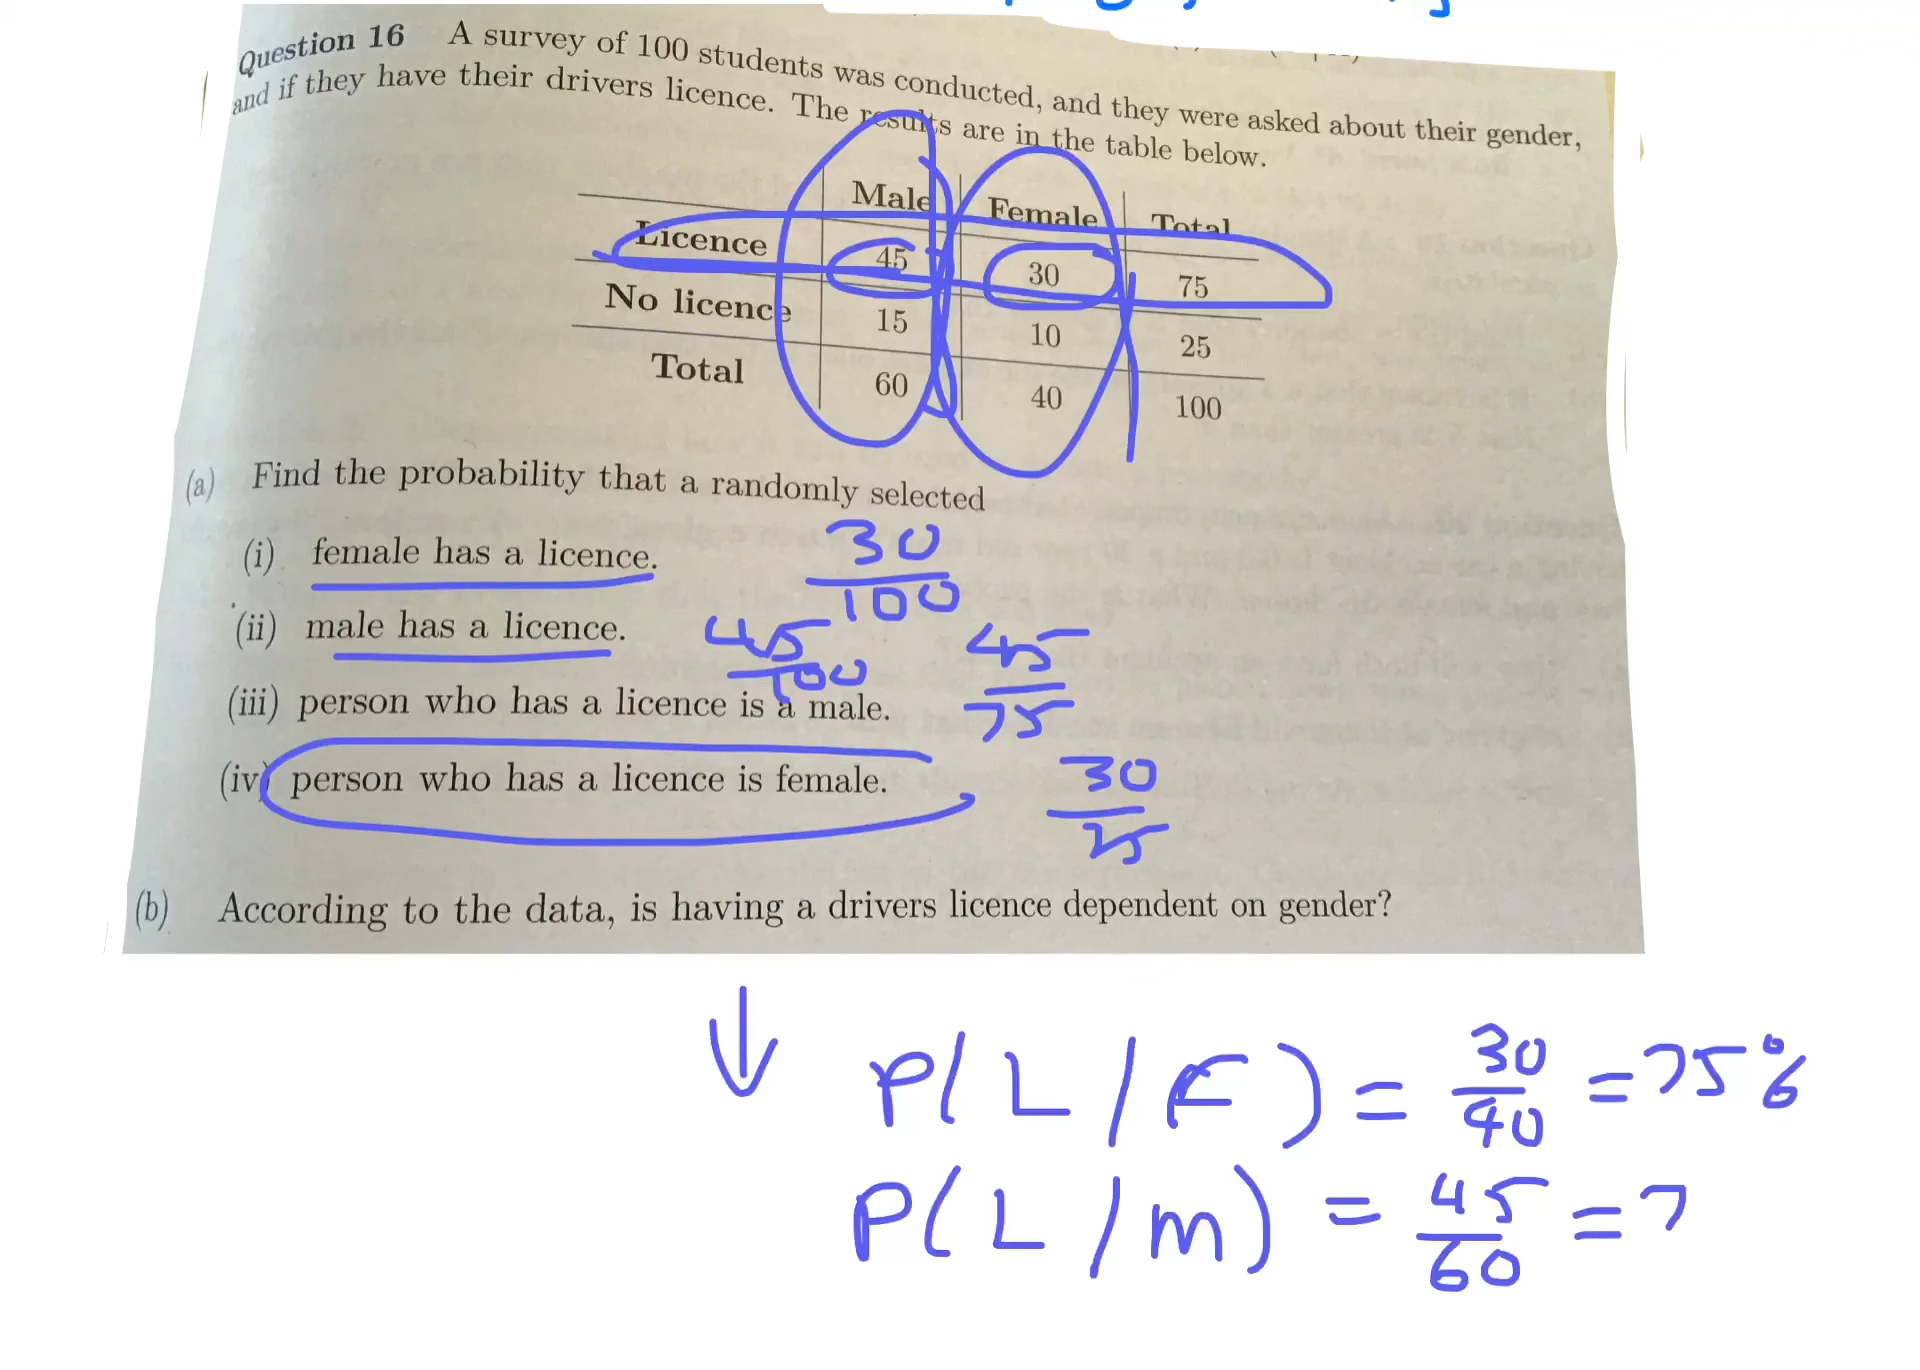 Question 16 A survey of 100 students was conducted, and they were asked about their gender,
and if they have their drivers licence. The results are in the table below.
Male Female Total
Licence 45 30 75
No licence 15 10 25
Total 60 40 100
(a) Find the probability that a randomly selected
(i) female has a licence. 30/100
(ii) male has a licence. 45/100
(iii) person who has a licence is a male. 45/75
(iv) person who has a licence is female. 30/25
(b) According to the data, is having a drivers licence dependent on gender?
P(L/F) = 30/40 = 75%
P(L/m) = 45/60 = 7